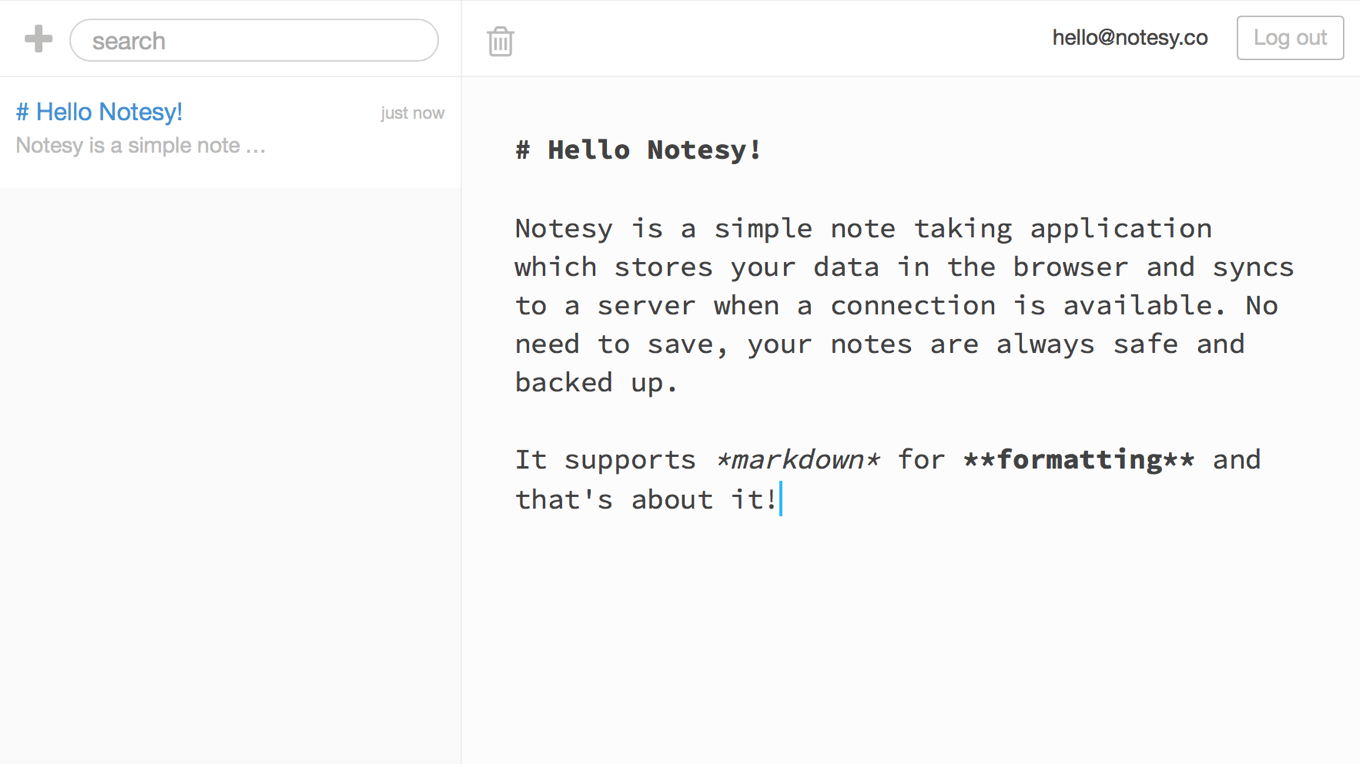 search
hello@notesy.co
Log out
# Hello Notesy!
just now
Notesy is a simple note …
# Hello Notesy!
Notesy is a simple note taking application
which stores your data in the browser and syncs
to a server when a connection is available. No
need to save, your notes are always safe and
backed up.
It supports *markdown* for **formatting** and
that's about it!